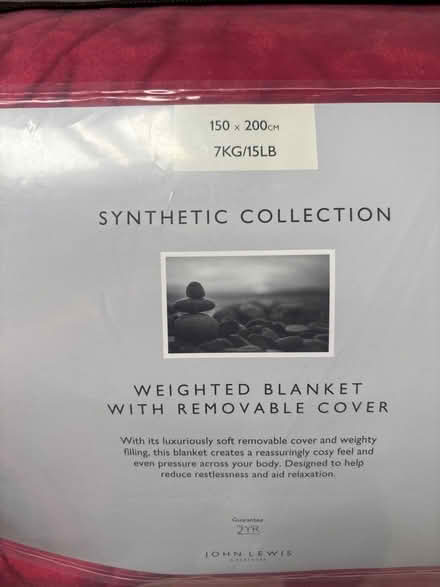 150 x 200CM
7KG/15LB
SYNTHETIC COLLECTION
WEIGHTED BLANKET
WITH REMOVABLE COVER
With its luxuriously soft removable cover and weighty
filling, this blanket creates a reassuringly cosy feel and
even pressure across your body. Designed to help
reduce restlessness and aid relaxation.
Guarantee
2YR
JOHN LEWIS
& PARTNERS